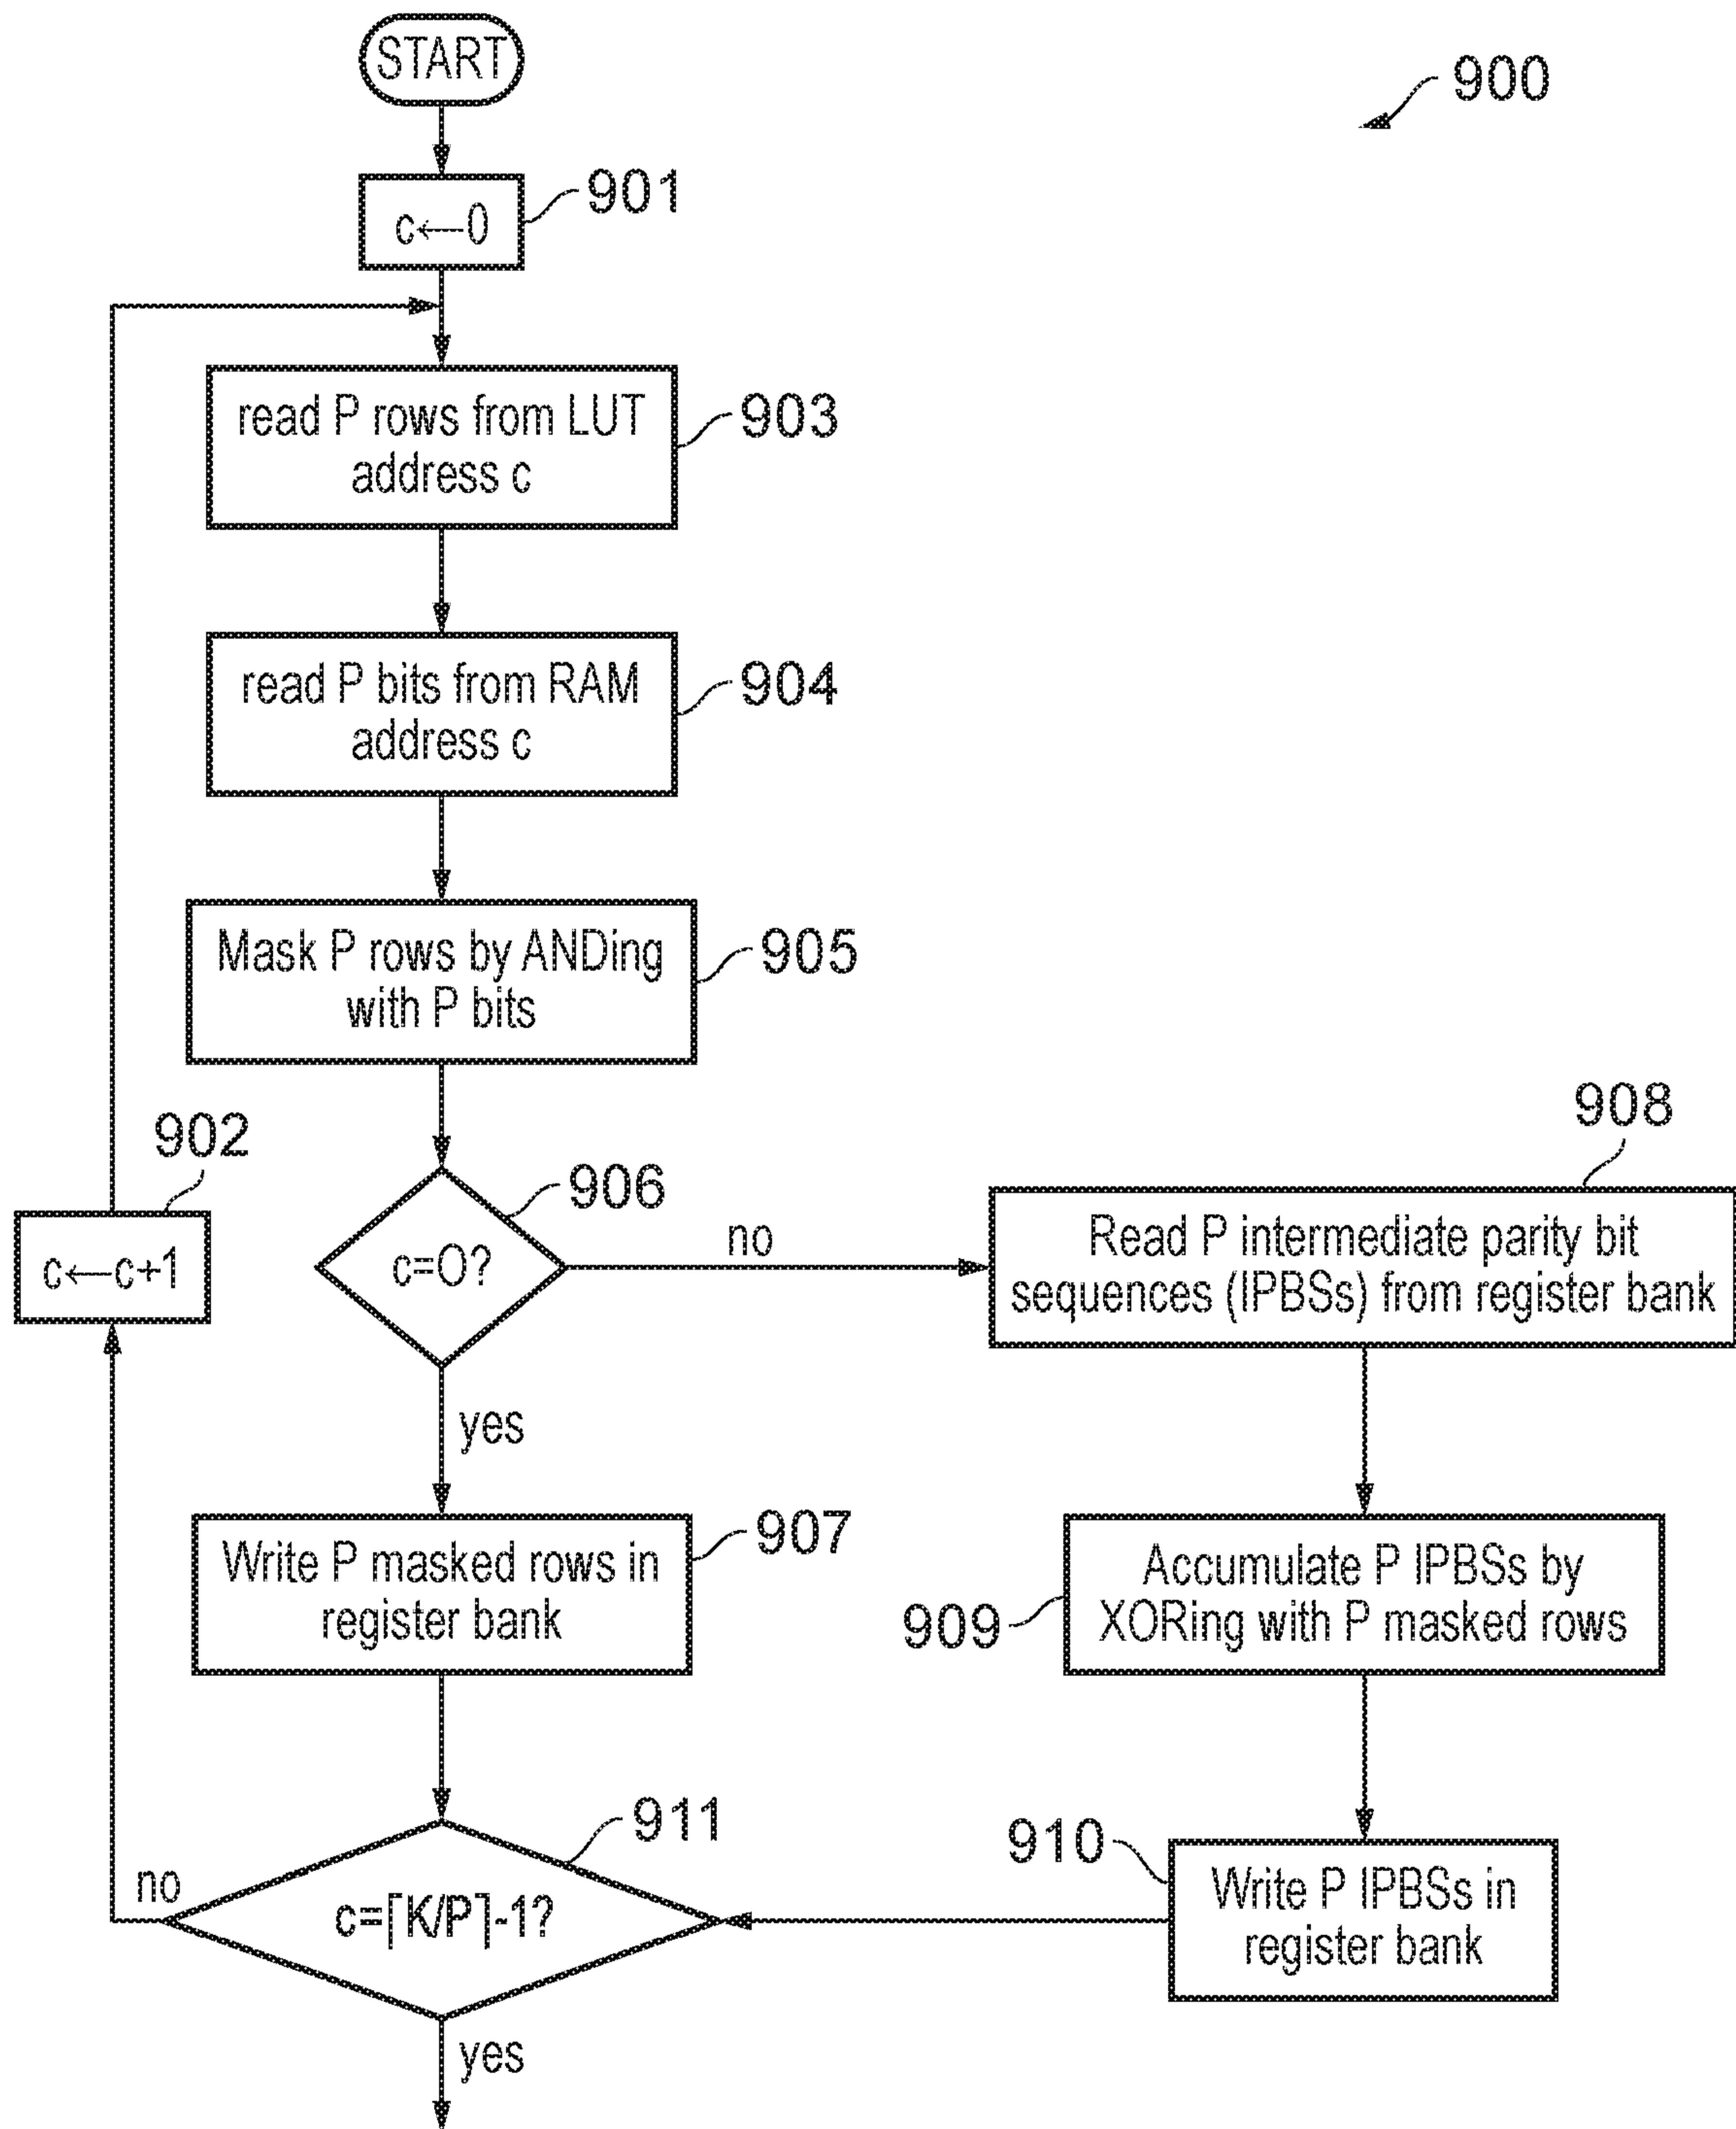 START
900
901
c←0
read P rows from LUT
address c
903
read P bits from RAM
address c
904
Mask P rows by ANDing
with P bits
905
902
c←c+1
906
c=O?
no
yes
908
Read P intermediate parity bit
sequences (IPBSs) from register bank
Write P masked rows in
register bank
907
Accumulate P IPBSs by
XORing with P masked rows
909
911
c=⌈K/P⌉-1?
no
yes
910
Write P IPBSs in
register bank